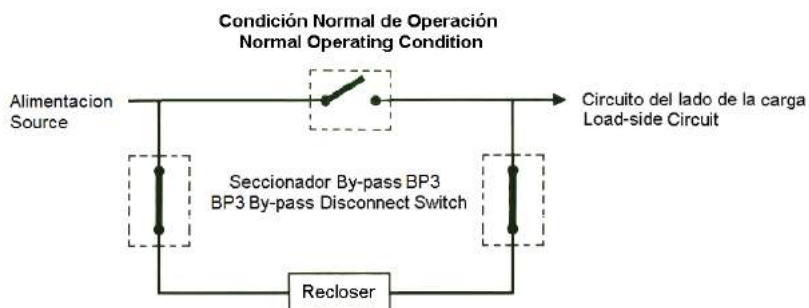 Condición Normal de Operación
Normal Operating Condition
Alimentacion
Source
Circuito del lado de la carga
Load-side Circuit
Seccionador By-pass BP3
BP3 By-pass Disconnect Switch
Recloser